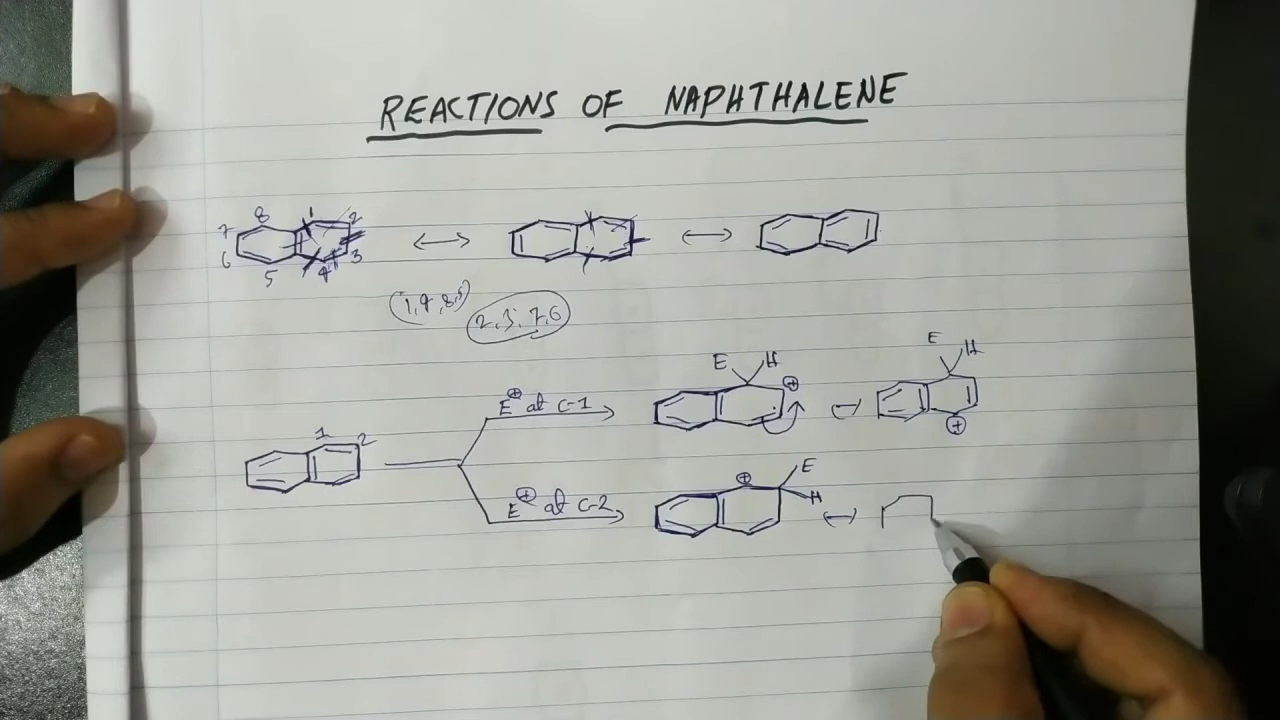 REACTIONS OF NAPHTHALENE
8 1 2
7
6 3
5 4
(1,4,8,5)
2,3,7,6
E⊕ at C-1
E H ⊕
E H
⊕
1 2
E⊕ at C-2
⊕ E
H